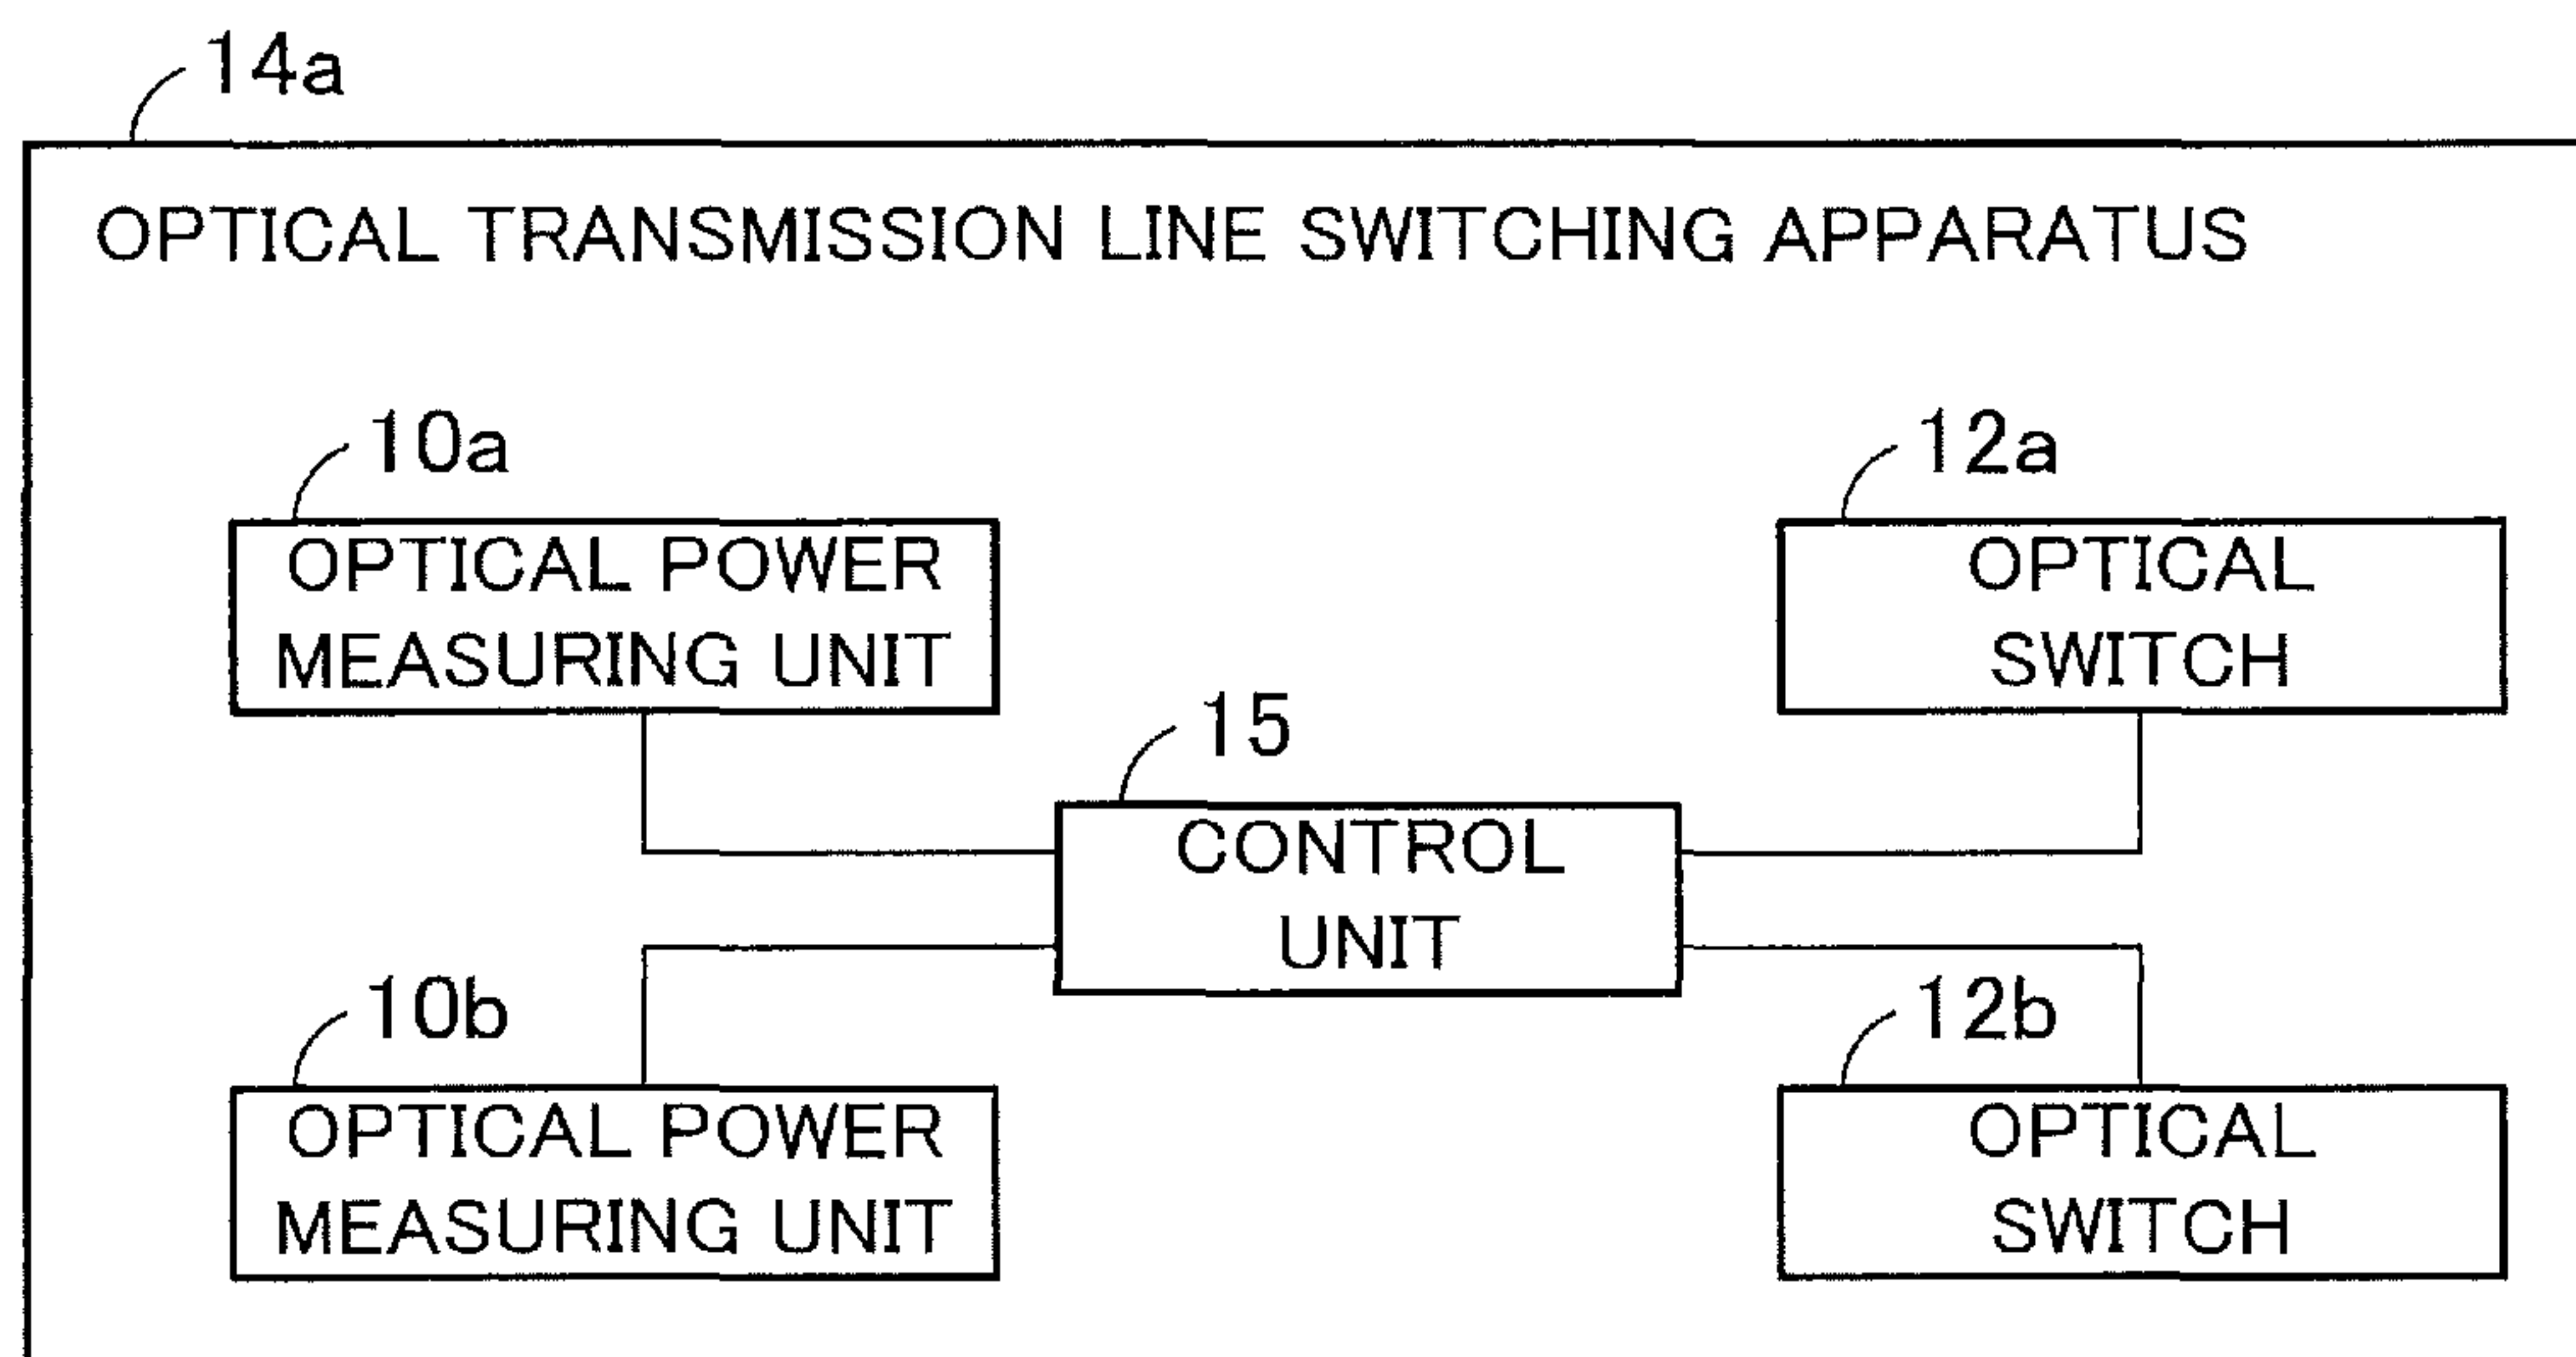 14a
OPTICAL TRANSMISSION LINE SWITCHING APPARATUS
10a
OPTICAL POWER
MEASURING UNIT
12a
OPTICAL
SWITCH
15
CONTROL
UNIT
10b
OPTICAL POWER
MEASURING UNIT
12b
OPTICAL
SWITCH